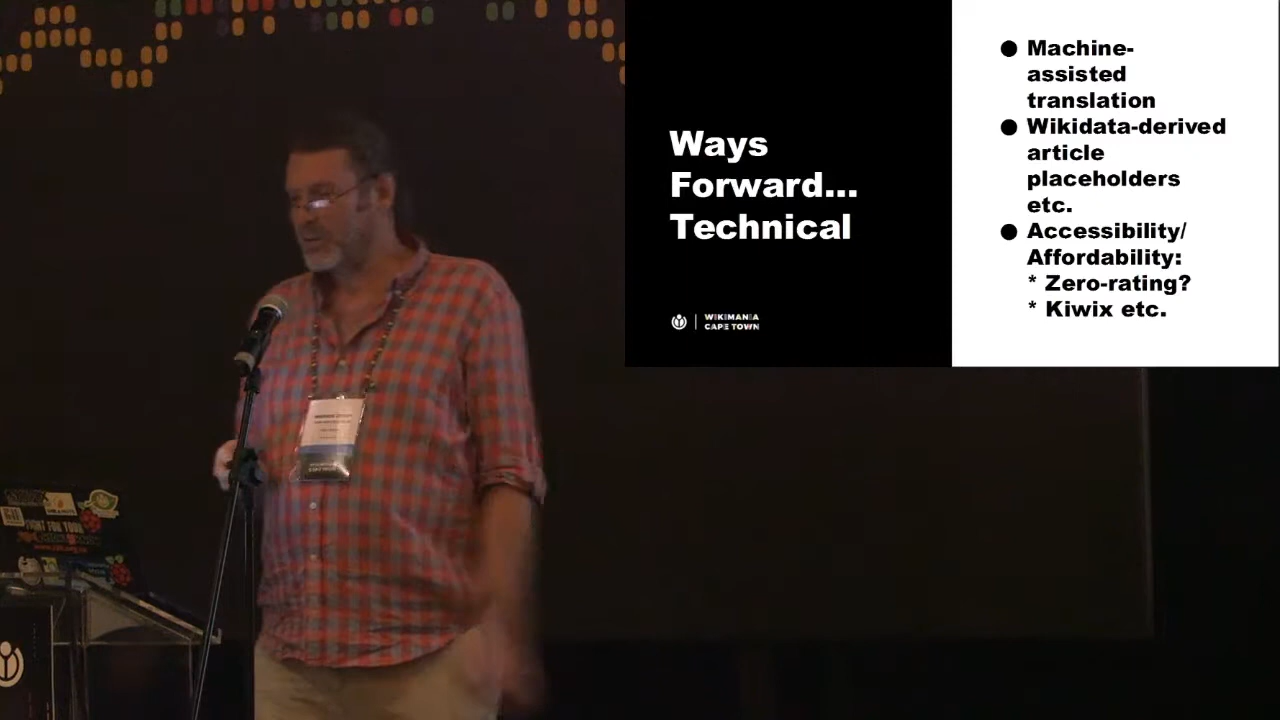 Ways
Forward...
Technical
WIKIMANIA
CAPE TOWN
● Machine-
assisted
translation
● Wikidata-derived
article
placeholders
etc.
● Accessibility/
Affordability:
* Zero-rating?
* Kiwix etc.